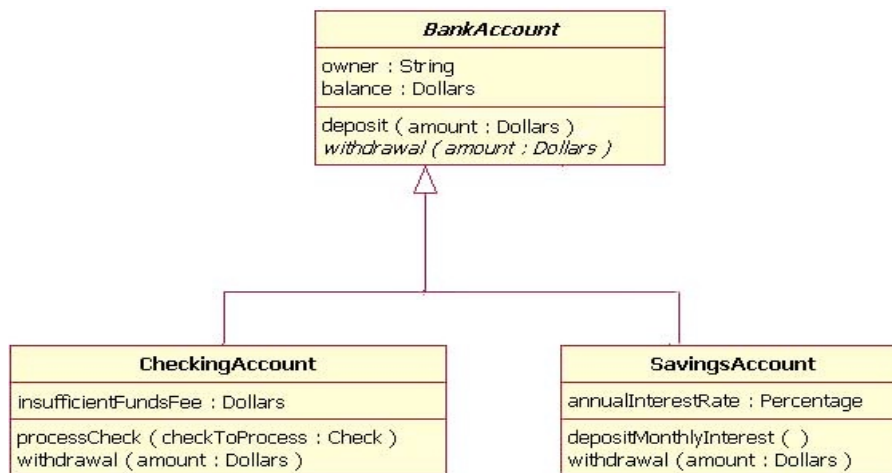 BankAccount
owner : String
balance : Dollars
deposit ( amount : Dollars )
withdrawal ( amount : Dollars )
CheckingAccount
insufficientFundsFee : Dollars
processCheck ( checkToProcess : Check )
withdrawal ( amount : Dollars )
SavingsAccount
annualInterestRate : Percentage
depositMonthlyInterest ( )
withdrawal ( amount : Dollars )